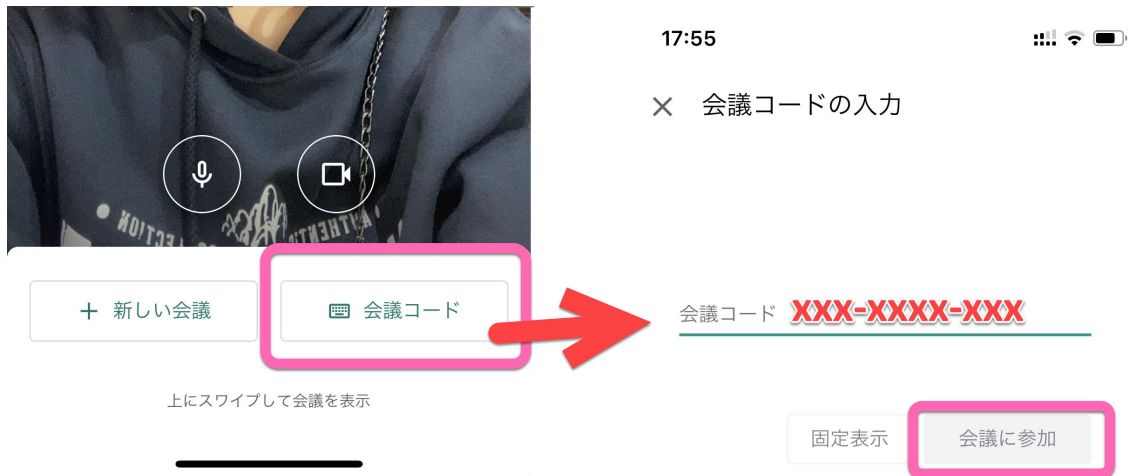 + 新しい会議
会議コード
上にスワイプして会議を表示
17:55
× 会議コードの入力
会議コード XXX-XXXX-XXX
固定表示
会議に参加